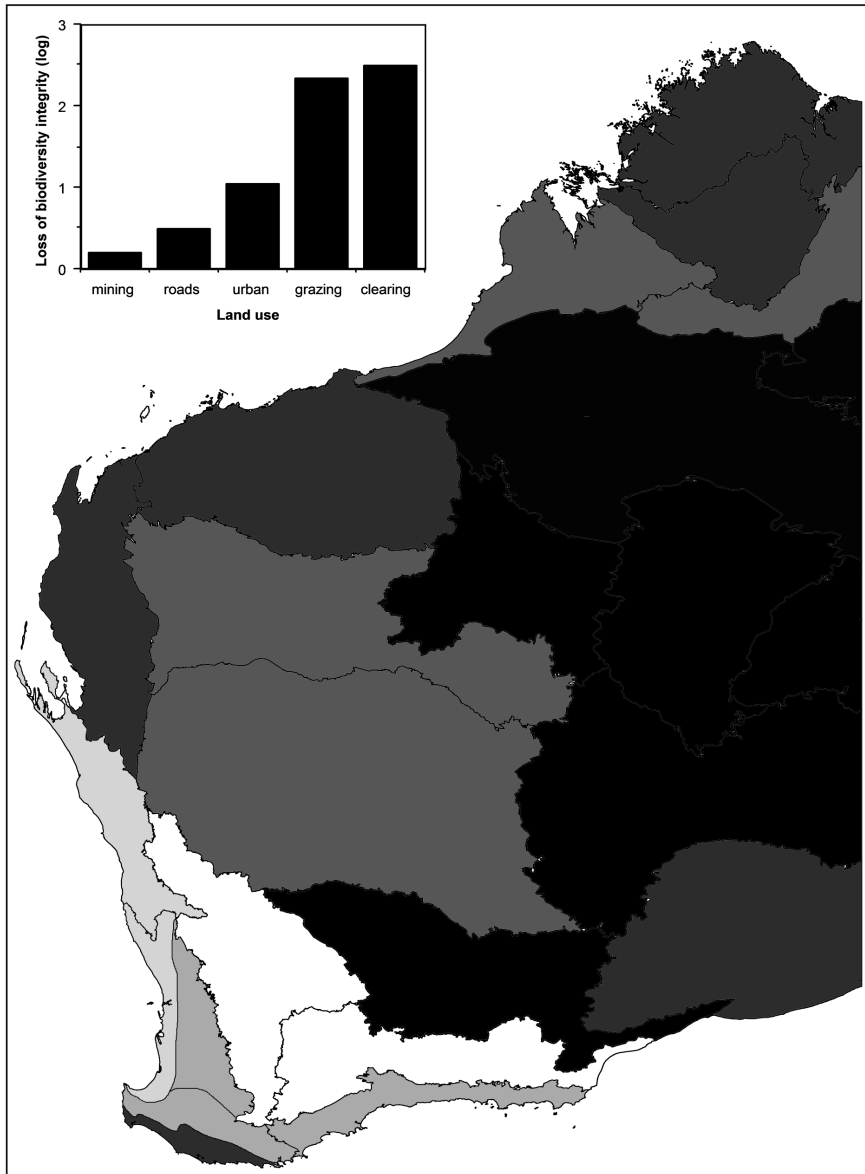 Loss of biodiversity integrity (log)
3
2
1
0
mining roads urban grazing clearing
Land use